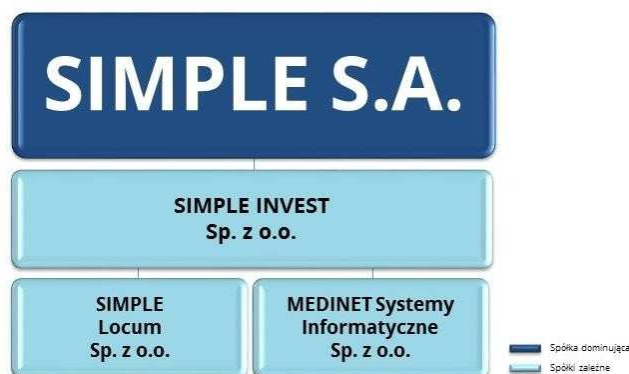 SIMPLE S.A.
SIMPLE INVEST
Sp. z o.o.
SIMPLE
Locum
Sp. z o.o.
MEDINET Systemy
Informatyczne
Sp. z o.o.
Spółka dominująca
Spółki zależne